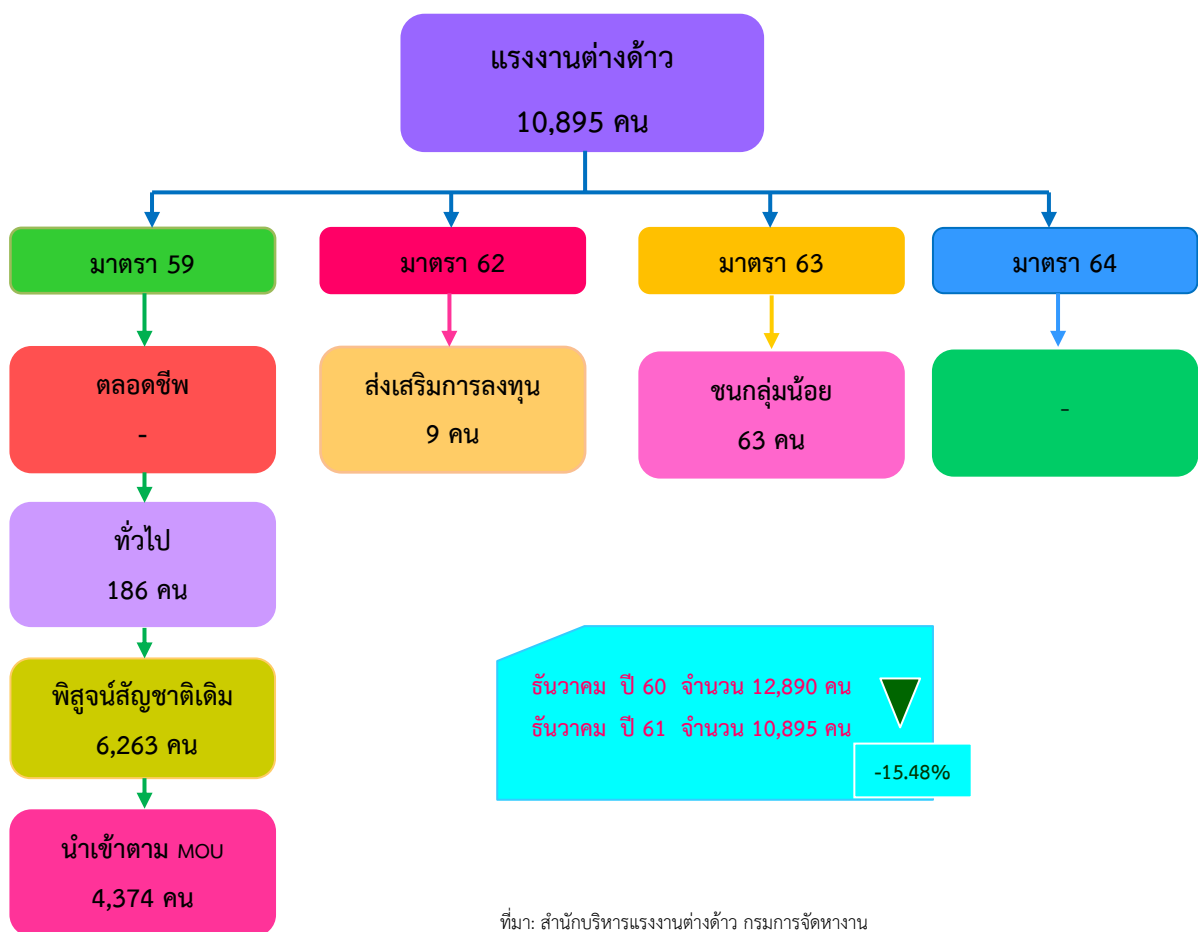 แรงงานต่างด้าว
10,895 คน
มาตรา 59
มาตรา 62
มาตรา 63
มาตรา 64
ตลอดชีพ
-
ส่งเสริมการลงทุน
9 คน
ชนกลุ่มน้อย
63 คน
-
ทั่วไป
186 คน
พิสูจน์สัญชาติเดิม
6,263 คน
นำเข้าตาม MOU
4,374 คน
ธันวาคม ปี 60 จำนวน 12,890 คน
ธันวาคม ปี 61 จำนวน 10,895 คน
-15.48%
ที่มา: สำนักบริหารแรงงานต่างด้าว กรมการจัดหางาน